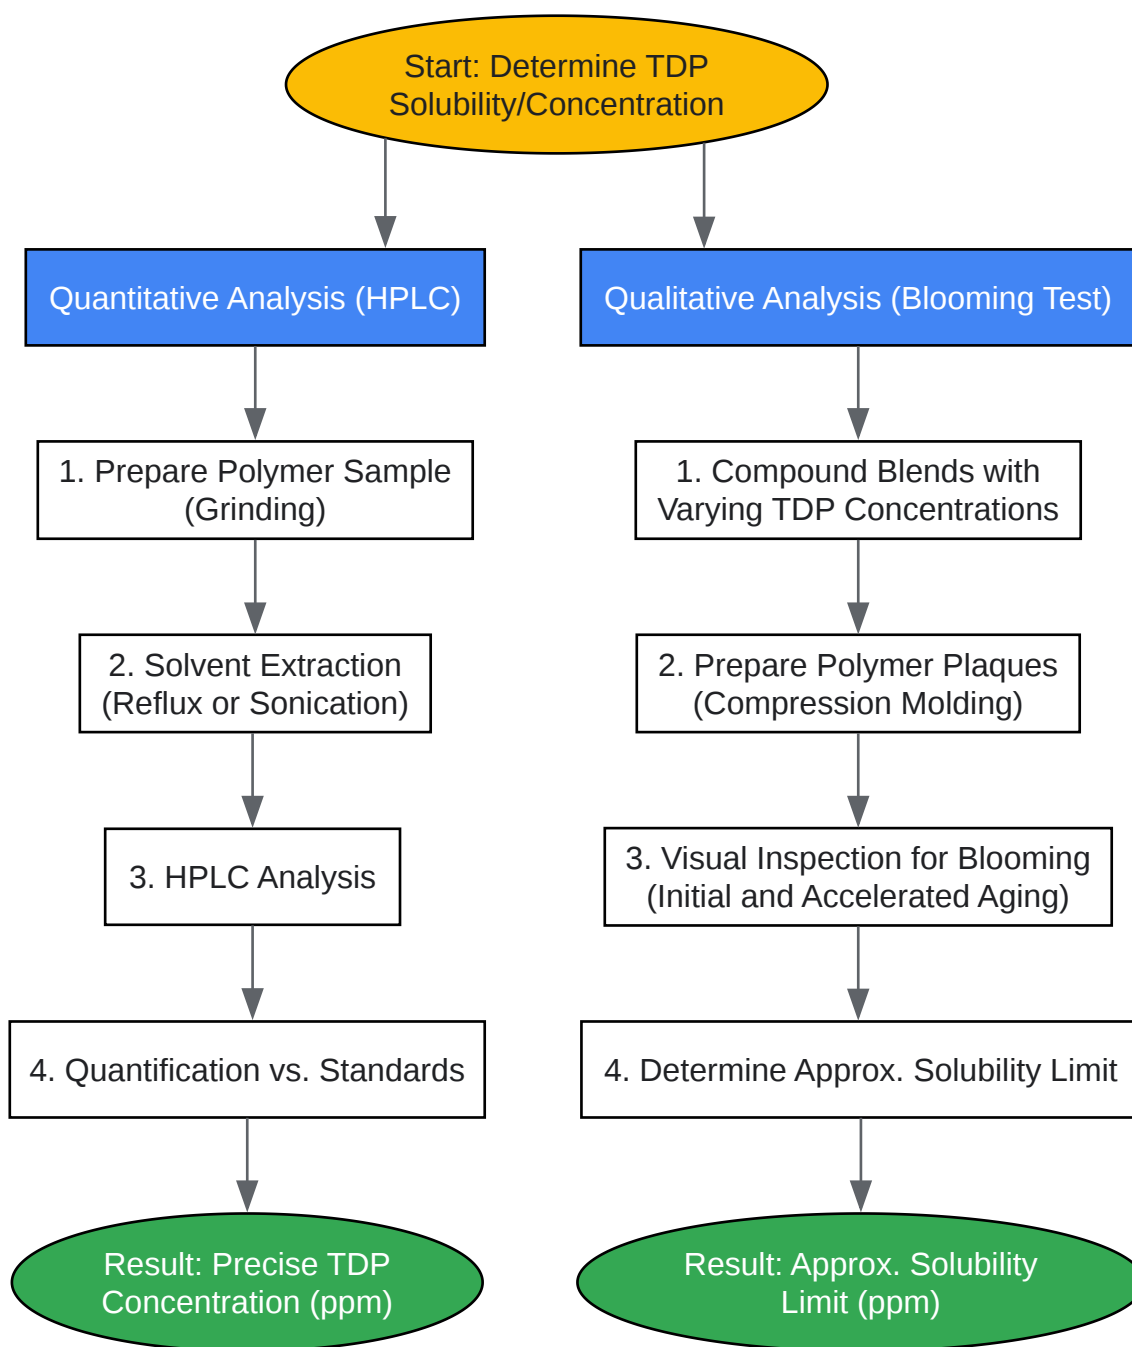 Start: Determine TDP
Solubility/Concentration
Quantitative Analysis (HPLC)
1. Prepare Polymer Sample
(Grinding)
2. Solvent Extraction
(Reflux or Sonication)
3. HPLC Analysis
4. Quantification vs. Standards
Result: Precise TDP
Concentration (ppm)
Qualitative Analysis (Blooming Test)
1. Compound Blends with
Varying TDP Concentrations
2. Prepare Polymer Plaques
(Compression Molding)
3. Visual Inspection for Blooming
(Initial and Accelerated Aging)
4. Determine Approx. Solubility Limit
Result: Approx. Solubility
Limit (ppm)